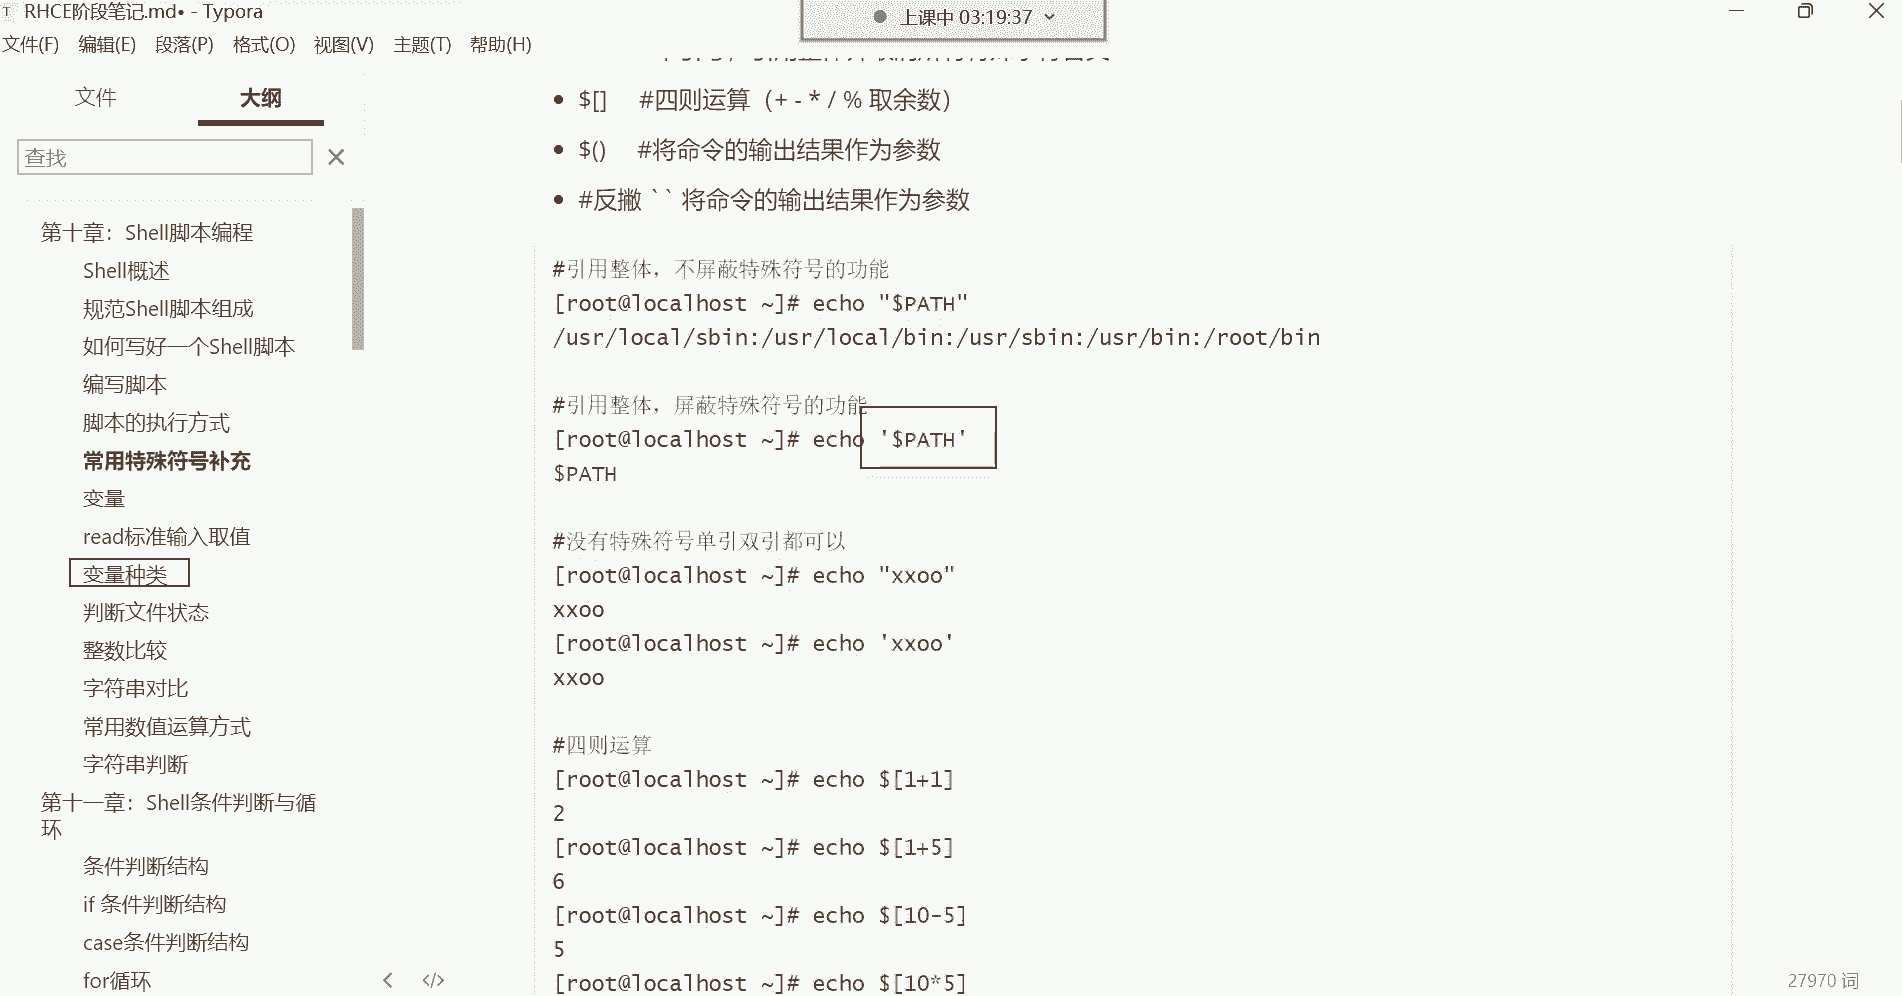 RHCE阶段笔记.md• - Typora
上课中 03:19:37
文件(F) 编辑(E) 段落(P) 格式(O) 视图(V) 主题(T) 帮助(H)
文件 大纲
查找
第十章：Shell脚本编程
Shell概述
规范Shell脚本组成
如何写好一个Shell脚本
编写脚本
脚本的执行方式
常用特殊符号补充
变量
read标准输入取值
变量种类
判断文件状态
整数比较
字符串对比
常用数值运算方式
字符串判断
第十一章：Shell条件判断与循
环
条件判断结构
if 条件判断结构
case条件判断结构
for循环
• $[] #四则运算（+ - * / % 取余数）
• $() #将命令的输出结果作为参数
• #反撇 ` ` 将命令的输出结果作为参数
#引用整体，不屏蔽特殊符号的功能
[root@localhost ~]# echo "$PATH"
/usr/local/sbin:/usr/local/bin:/usr/sbin:/usr/bin:/root/bin
#引用整体，屏蔽特殊符号的功能
[root@localhost ~]# echo '$PATH'
$PATH
#没有特殊符号单引双引都可以
[root@localhost ~]# echo "xxoo"
xxoo
[root@localhost ~]# echo 'xxoo'
xxoo
#四则运算
[root@localhost ~]# echo $[1+1]
2
[root@localhost ~]# echo $[1+5]
6
[root@localhost ~]# echo $[10-5]
5
[root@localhost ~]# echo $[10*5]
27970 词